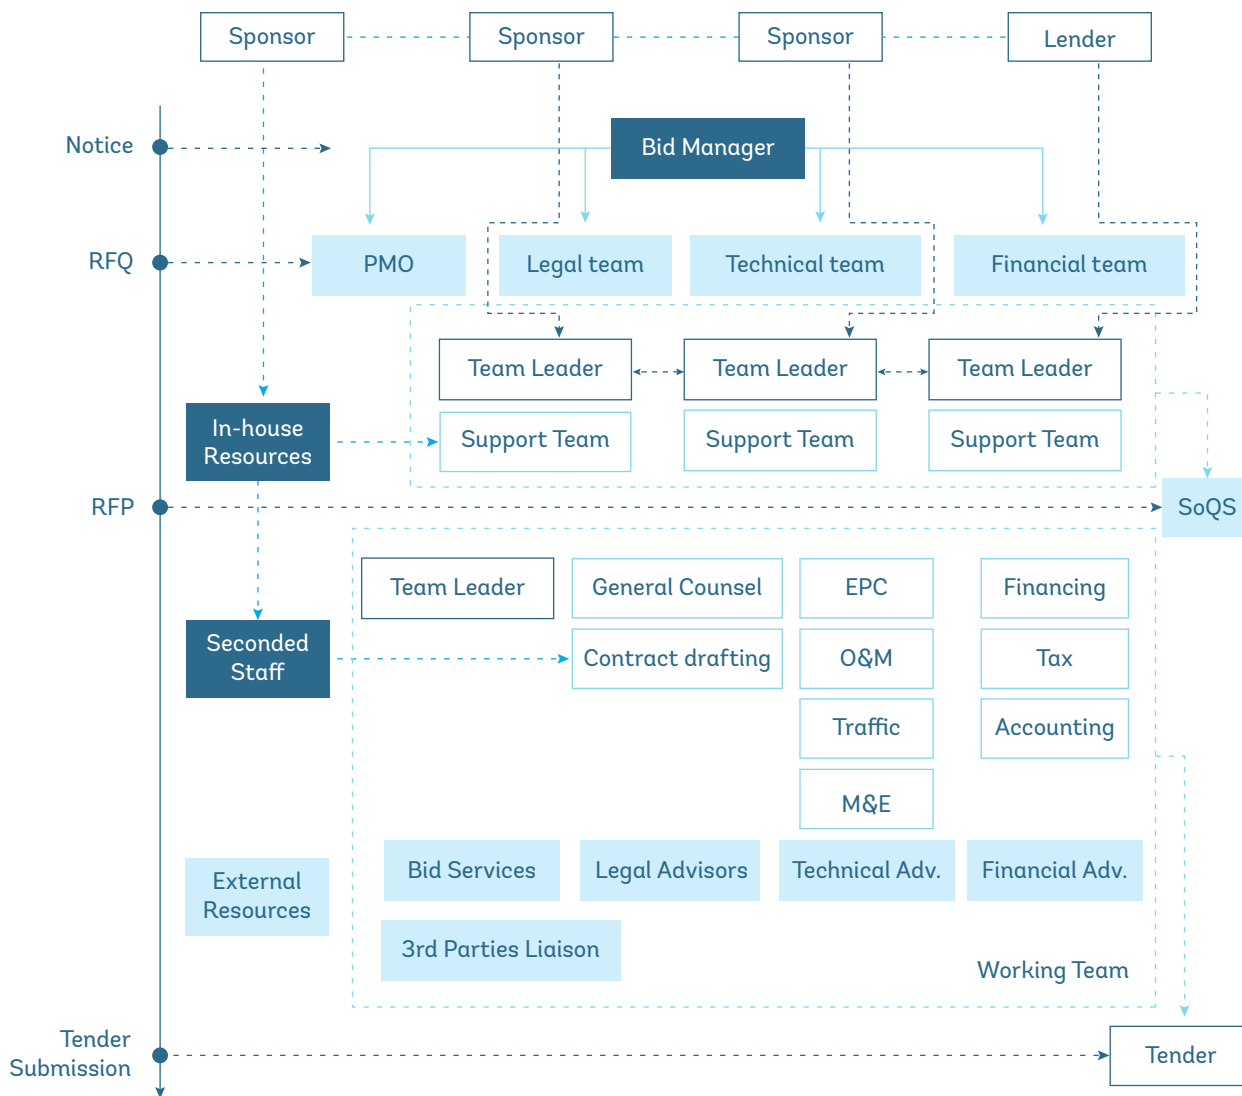 Sponsor
Sponsor
Sponsor
Lender
Notice
Bid Manager
RFQ
PMO
Legal team
Technical team
Financial team
Team Leader
Team Leader
Team Leader
In-house
Resources
Support Team
Support Team
Support Team
RFP
SoQS
Team Leader
General Counsel
EPC
Financing
Seconded
Staff
Contract drafting
O&M
Tax
Traffic
Accounting
M&E
External
Resources
Bid Services
Legal Advisors
Technical Adv.
Financial Adv.
3rd Parties Liaison
Working Team
Tender
Submission
Tender